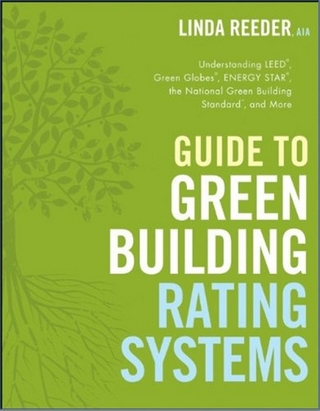 LINDA REEDER, AIA
Understanding LEED®,
Green Globes®, ENERGY STAR®,
the National Green Building
Standard™, and More
GUIDE TO
GREEN
BUILDING
RATING
SYSTEMS